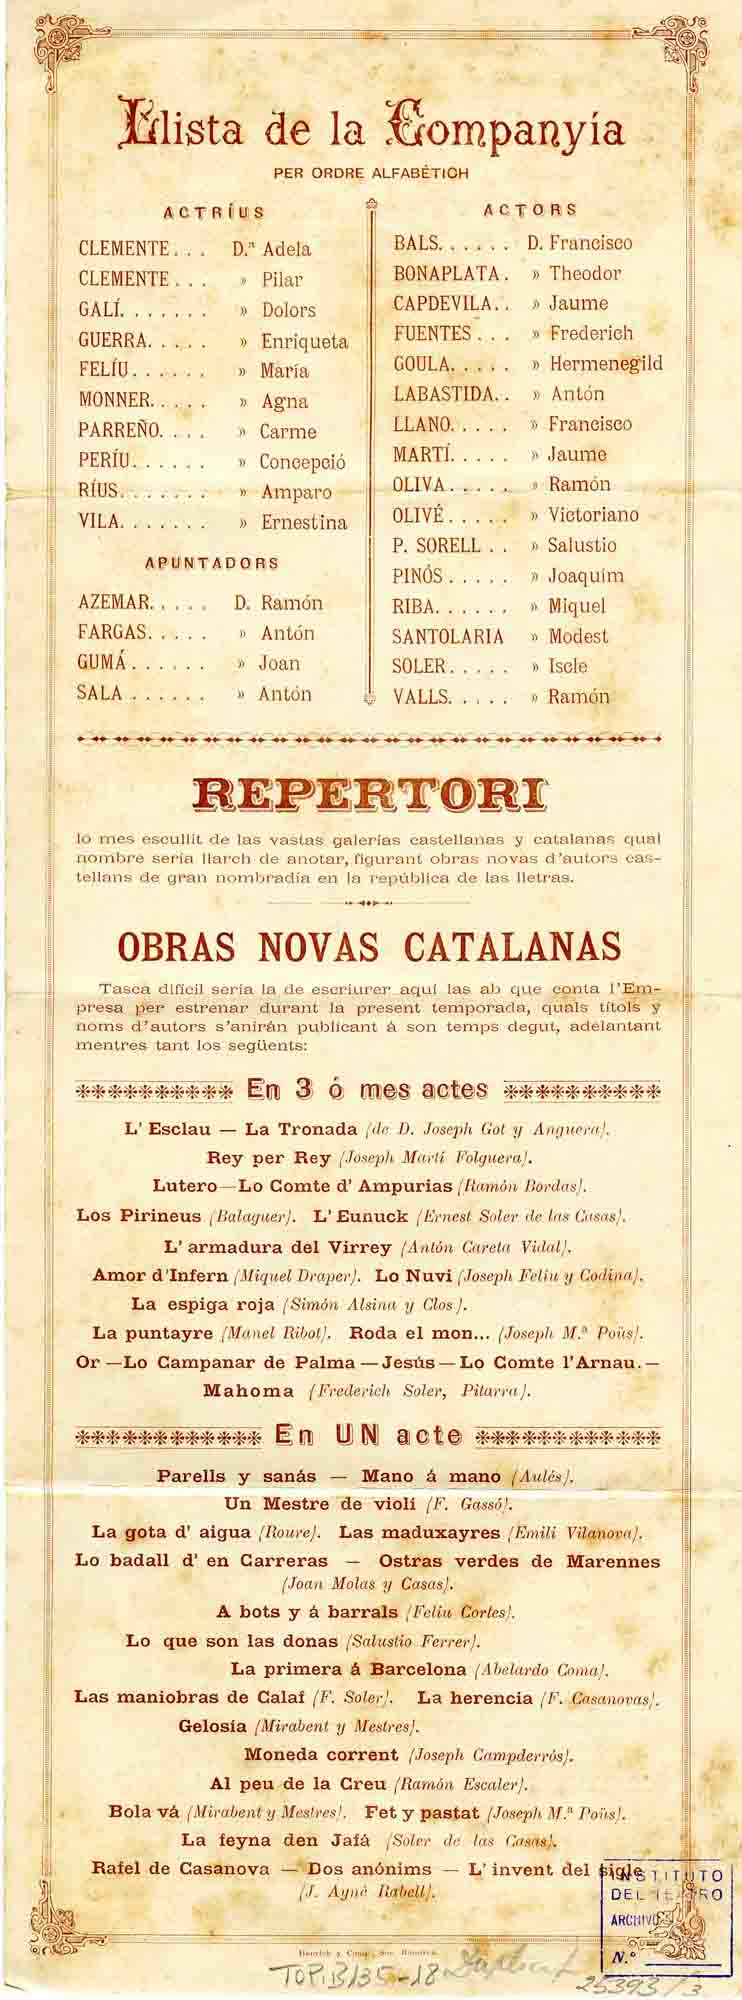 Llista de la Companyía
PER ORDRE ALFABÉTICH
ACTRÍUS
CLEMENTE . . . D.ª Adela
CLEMENTE . . . » Pilar
GALÍ. . . . . . . » Dolors
GUERRA. . . . . » Enriqueta
FELÍU . . . . . . » María
MONNER. . . . . » Agna
PARREÑO. . . . » Carme
PERÍU. . . . . . » Concepció
RÍUS. . . . . . . » Amparo
VILA. . . . . . . » Ernestina
APUNTADORS
AZEMAR. . . . . D. Ramón
FARGAS. . . . . » Antón
GUMÁ . . . . . . » Joan
SALA . . . . . . » Antón
ACTORS
BALS. . . . . . D. Francisco
BONAPLATA . » Theodor
CAPDEVILA. . » Jaume
FUENTES . . . » Frederich
GOULA. . . . . » Hermenegild
LABASTIDA. . » Antón
LLANO. . . . . » Francisco
MARTÍ. . . . . » Jaume
OLIVA . . . . . » Ramón
OLIVÉ . . . . . » Victoriano
P. SORELL . . » Salustio
PINÓS . . . . . » Joaquím
RIBA. . . . . . » Miquel
SANTOLARIA » Modest
SOLER . . . . . » Iscle
VALLS. . . . . » Ramón
REPERTORI
lo mes escullit de las vastas galerías castellanas y catalanas qual
nombre sería llarch de anotar, figurant obras novas d'autors cas-
tellans de gran nombradía en la república de las lletras.
OBRAS NOVAS CATALANAS
Tasca difícil sería la de escriurer aquí las ab que conta l'Em-
presa per estrenar durant la present temporada, quals títols y
noms d'autors s'anirán publicant á son temps degut, adelantant
mentres tant los següents:
En 3 ó mes actes
L' Esclau — La Tronada (de D. Joseph Got y Anguera).
Rey per Rey (Joseph Martí Folguera).
Lutero—Lo Comte d' Ampurias (Ramón Bordas).
Los Pirineus (Balaguer). L' Eunuck (Ernest Soler de las Casas).
L' armadura del Virrey (Antón Careta Vidal).
Amor d'Infern (Miquel Draper). Lo Nuvi (Joseph Feliu y Codina).
La espiga roja (Simón Alsina y Clos).
La puntayre (Manel Ribot). Roda el mon... (Joseph M.ª Poüs).
Or —Lo Campanar de Palma — Jesús — Lo Comte l'Arnau. —
Mahoma (Frederich Soler, Pitarra).
En UN acte
Parells y sanás — Mano á mano (Aulés).
Un Mestre de violí (F. Gassó).
La gota d' aigua (Roure). Las maduxayres (Emili Vilanova).
Lo badall d' en Carreras — Ostras verdes de Marennes
(Joan Molas y Casas).
A bots y á barrals (Feliu Cortes).
Lo que son las donas (Salustio Ferrer).
La primera á Barcelona (Abelardo Coma).
Las maniobras de Calaf (F. Soler). La herencia (F. Casanovas).
Gelosía (Mirabent y Mestres).
Moneda corrent (Joseph Campderrós).
Al peu de la Creu (Ramón Escaler).
Bola vá (Mirabent y Mestres). Fet y pastat (Joseph M.ª Poüs).
La feyna den Jafá (Soler de las Casas).
Rafel de Casanova — Dos anónims — L' invent del sigle
(J. Ayné Rabell).
INSTITUTO
DEL TEATRO
ARCHIVO
N.º
TOP. B 135 - 18
25393/3